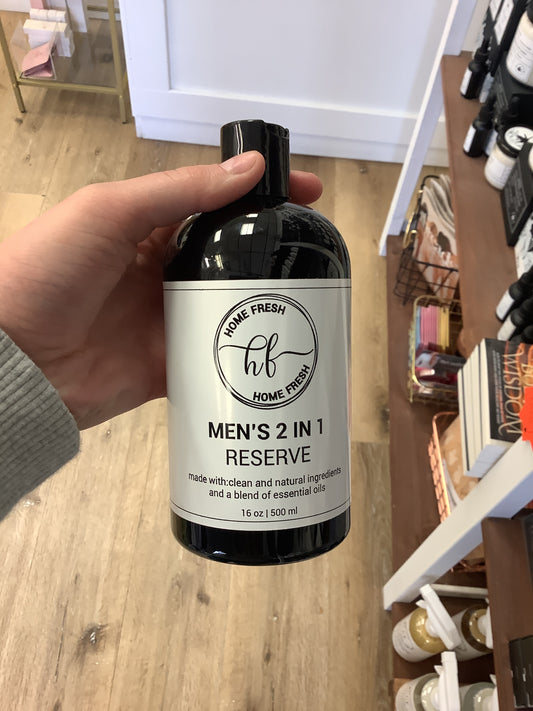 HOME FRESH
hf
HOME FRESH
MEN'S 2 IN 1
RESERVE
made with:clean and natural ingredients
and a blend of essential oils
16 oz | 500 ml
WISDOM